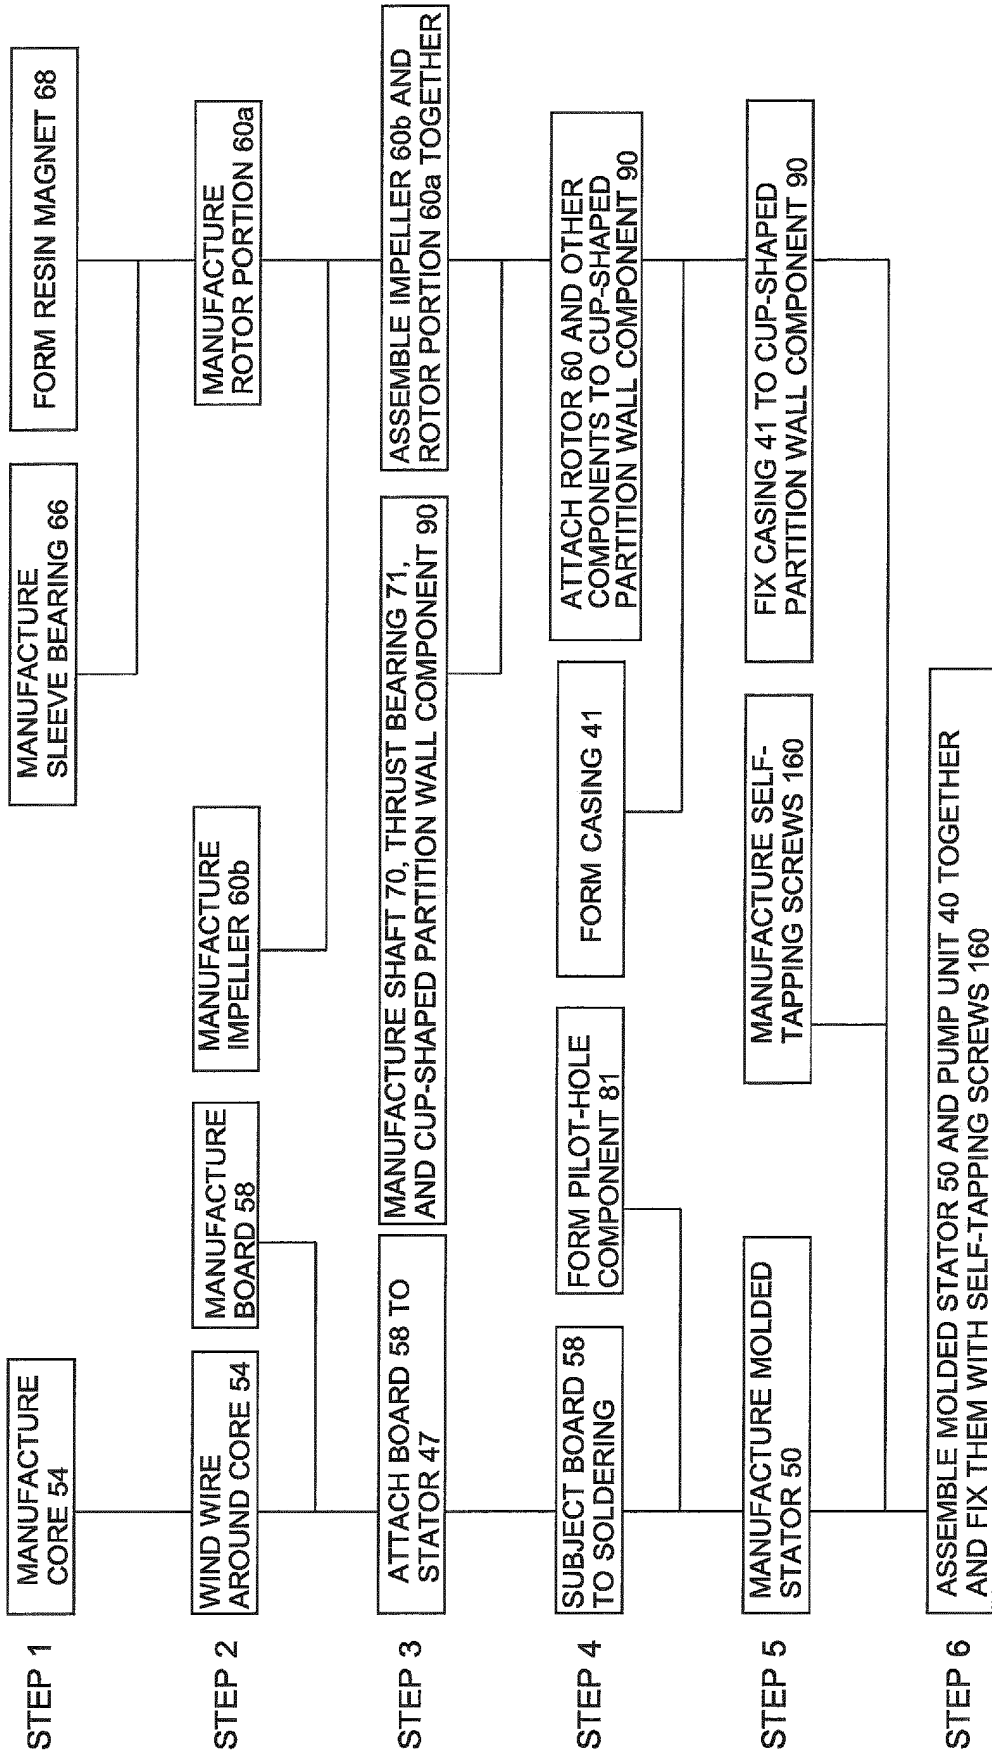 STEP 1
MANUFACTURE
CORE 54
MANUFACTURE
SLEEVE BEARING 66
FORM RESIN MAGNET 68
STEP 2
WIND WIRE
AROUND CORE 54
MANUFACTURE
BOARD 58
MANUFACTURE
IMPELLER 60b
MANUFACTURE
ROTOR PORTION 60a
STEP 3
ATTACH BOARD 58 TO
STATOR 47
MANUFACTURE SHAFT 70, THRUST BEARING 71,
AND CUP-SHAPED PARTITION WALL COMPONENT 90
ASSEMBLE IMPELLER 60b AND
ROTOR PORTION 60a TOGETHER
STEP 4
SUBJECT BOARD 58
TO SOLDERING
FORM PILOT-HOLE
COMPONENT 81
FORM CASING 41
ATTACH ROTOR 60 AND OTHER
COMPONENTS TO CUP-SHAPED
PARTITION WALL COMPONENT 90
STEP 5
MANUFACTURE MOLDED
STATOR 50
MANUFACTURE SELF-
TAPPING SCREWS 160
FIX CASING 41 TO CUP-SHAPED
PARTITION WALL COMPONENT 90
STEP 6
ASSEMBLE MOLDED STATOR 50 AND PUMP UNIT 40 TOGETHER
AND FIX THEM WITH SELF-TAPPING SCREWS 160